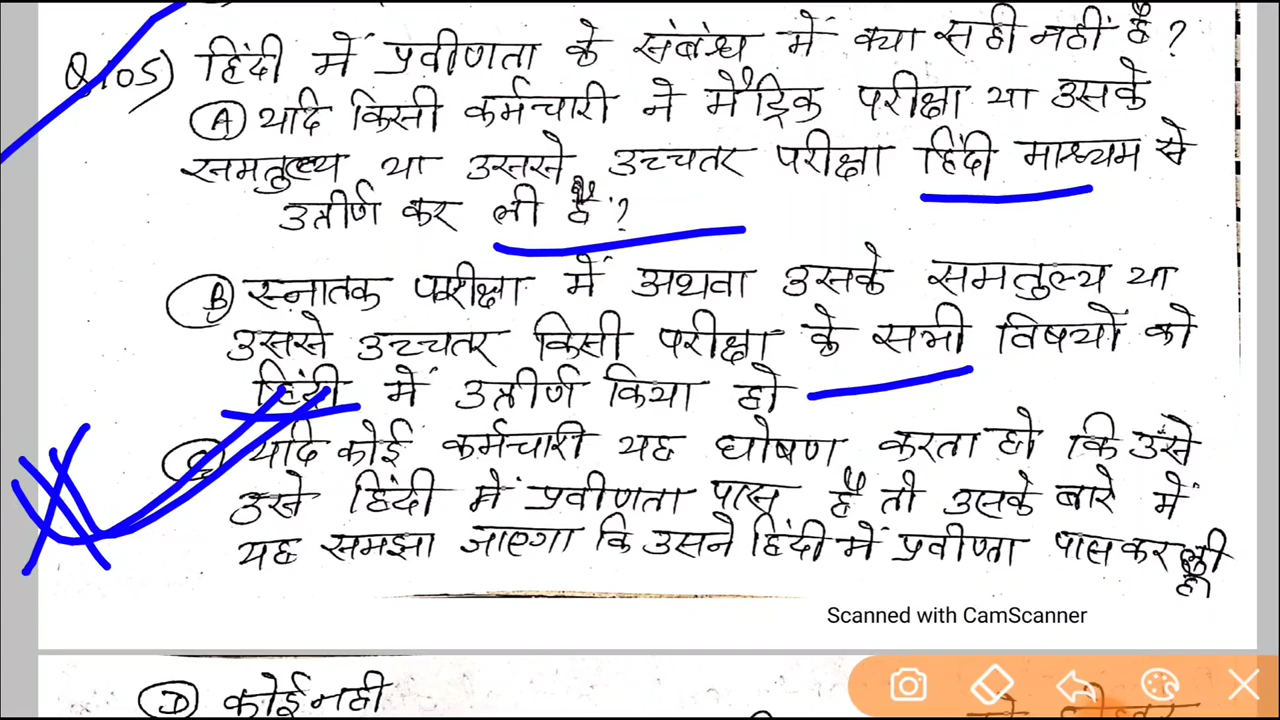 Q.105) हिंदी में प्रवीणता के संबंध में क्या सही नहीं है ?
(A) यदि किसी कर्मचारी ने मैट्रिक परीक्षा या उसके
समतुल्य या उससे उच्चतर परीक्षा हिंदी माध्यम से
उतीर्ण कर ली है ?
(B) स्नातक परीक्षा में अथवा उसके समतुल्य या
उससे उच्चतर किसी परीक्षा के सभी विषयों को
हिंदी में उतीर्ण किया हो
(C) यदि कोई कर्मचारी यह घोषण करता हो कि उसे
उसे हिंदी में प्रवीणता पास है तो उसके बारे में
यह समझा जाएगा कि उसने हिंदी में प्रवीणता पास कर ली
है
Scanned with CamScanner
(D) कोई नही